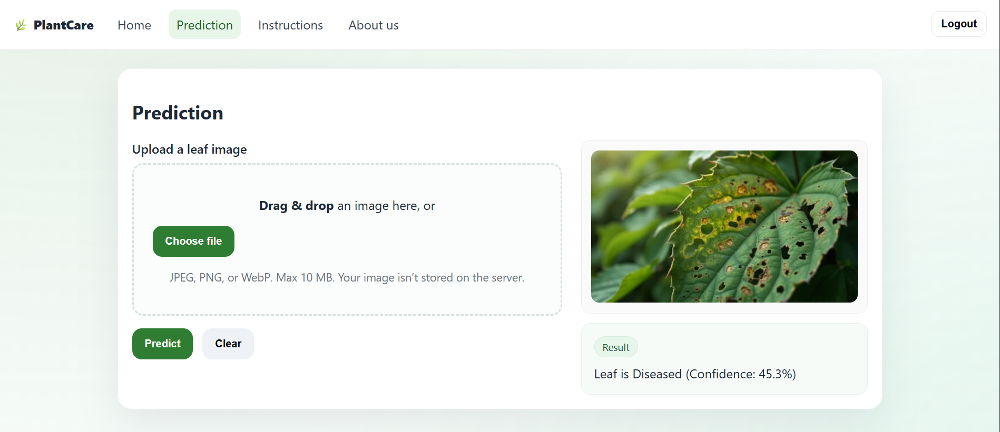 PlantCare
Home
Prediction
Instructions
About us
Logout
Prediction
Upload a leaf image
Drag & drop an image here, or
Choose file
JPEG, PNG, or WebP. Max 10 MB. Your image isn’t stored on the server.
Predict
Clear
Result
Leaf is Diseased (Confidence: 45.3%)